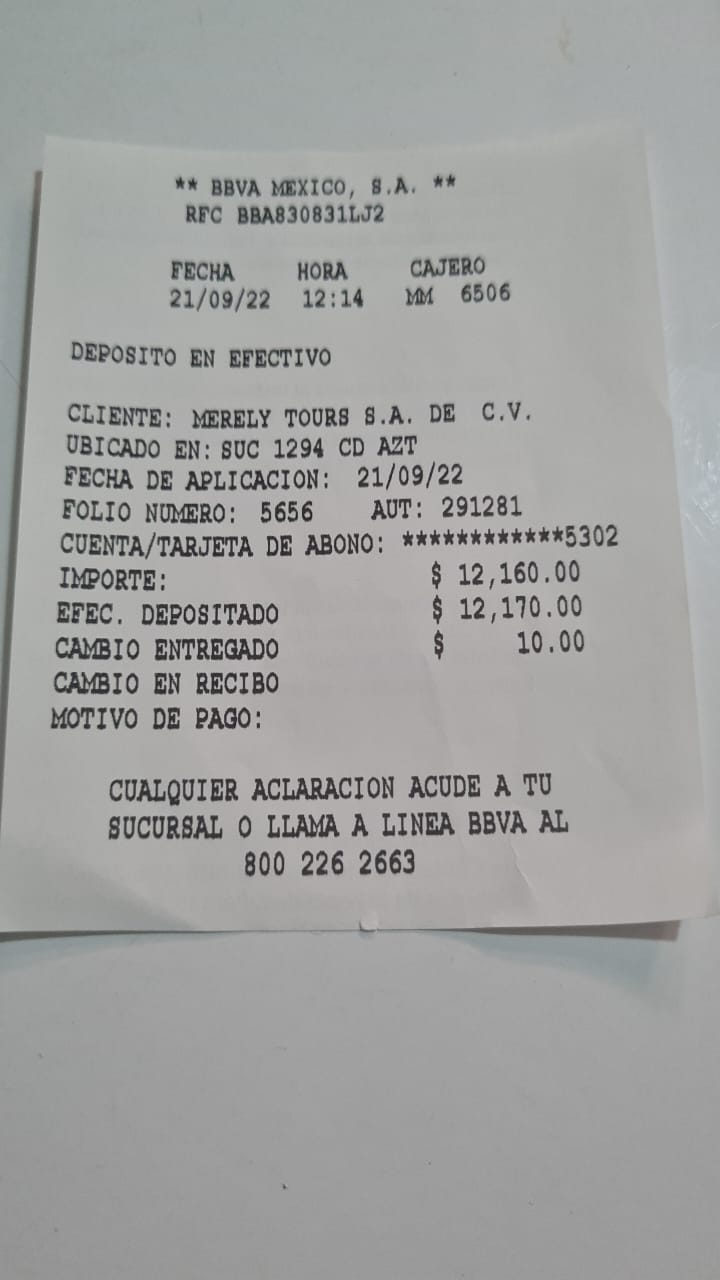 ** BBVA MEXICO, S.A. **
RFC BBA830831LJ2
FECHA HORA CAJERO
21/09/22 12:14 MM 6506
DEPOSITO EN EFECTIVO
CLIENTE: MERELY TOURS S.A. DE C.V.
UBICADO EN: SUC 1294 CD AZT
FECHA DE APLICACION: 21/09/22
FOLIO NUMERO: 5656 AUT: 291281
CUENTA/TARJETA DE ABONO: ************5302
IMPORTE: $ 12,160.00
EFEC. DEPOSITADO $ 12,170.00
CAMBIO ENTREGADO $ 10.00
CAMBIO EN RECIBO
MOTIVO DE PAGO:
CUALQUIER ACLARACION ACUDE A TU
SUCURSAL O LLAMA A LINEA BBVA AL
800 226 2663